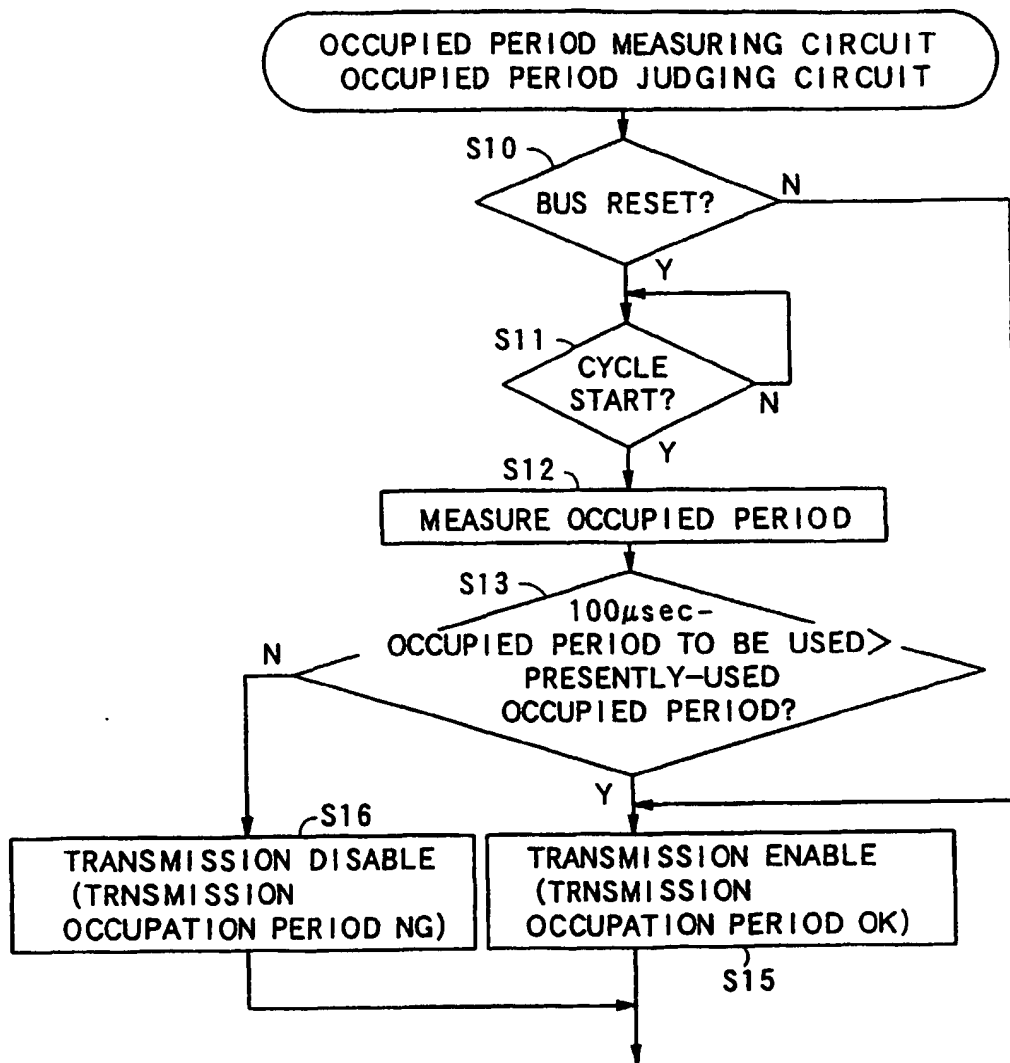 OCCUPIED PERIOD MEASURING CIRCUIT
OCCUPIED PERIOD JUDGING CIRCUIT
S10
BUS RESET?
N
Y
S11
CYCLE
START?
N
Y
S12
MEASURE OCCUPIED PERIOD
S13
100μsec-
OCCUPIED PERIOD TO BE USED>
PRESENTLY-USED
OCCUPIED PERIOD?
N
Y
S16
TRANSMISSION DISABLE
(TRNSMISSION
OCCUPATION PERIOD NG)
TRANSMISSION ENABLE
(TRNSMISSION
OCCUPATION PERIOD OK)
S15